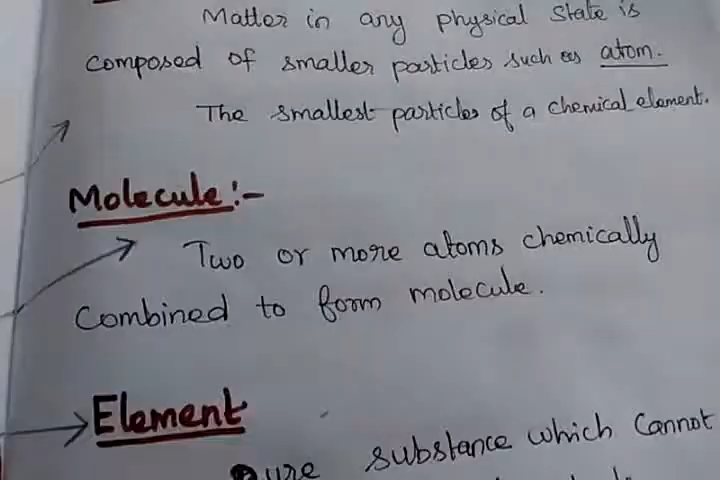 Matter in any physical state is
composed of smaller particles such as atom.
The smallest particles of a chemical element.
Molecule:-
Two or more atoms chemically
combined to form molecule.
Element
Pure substance which cannot